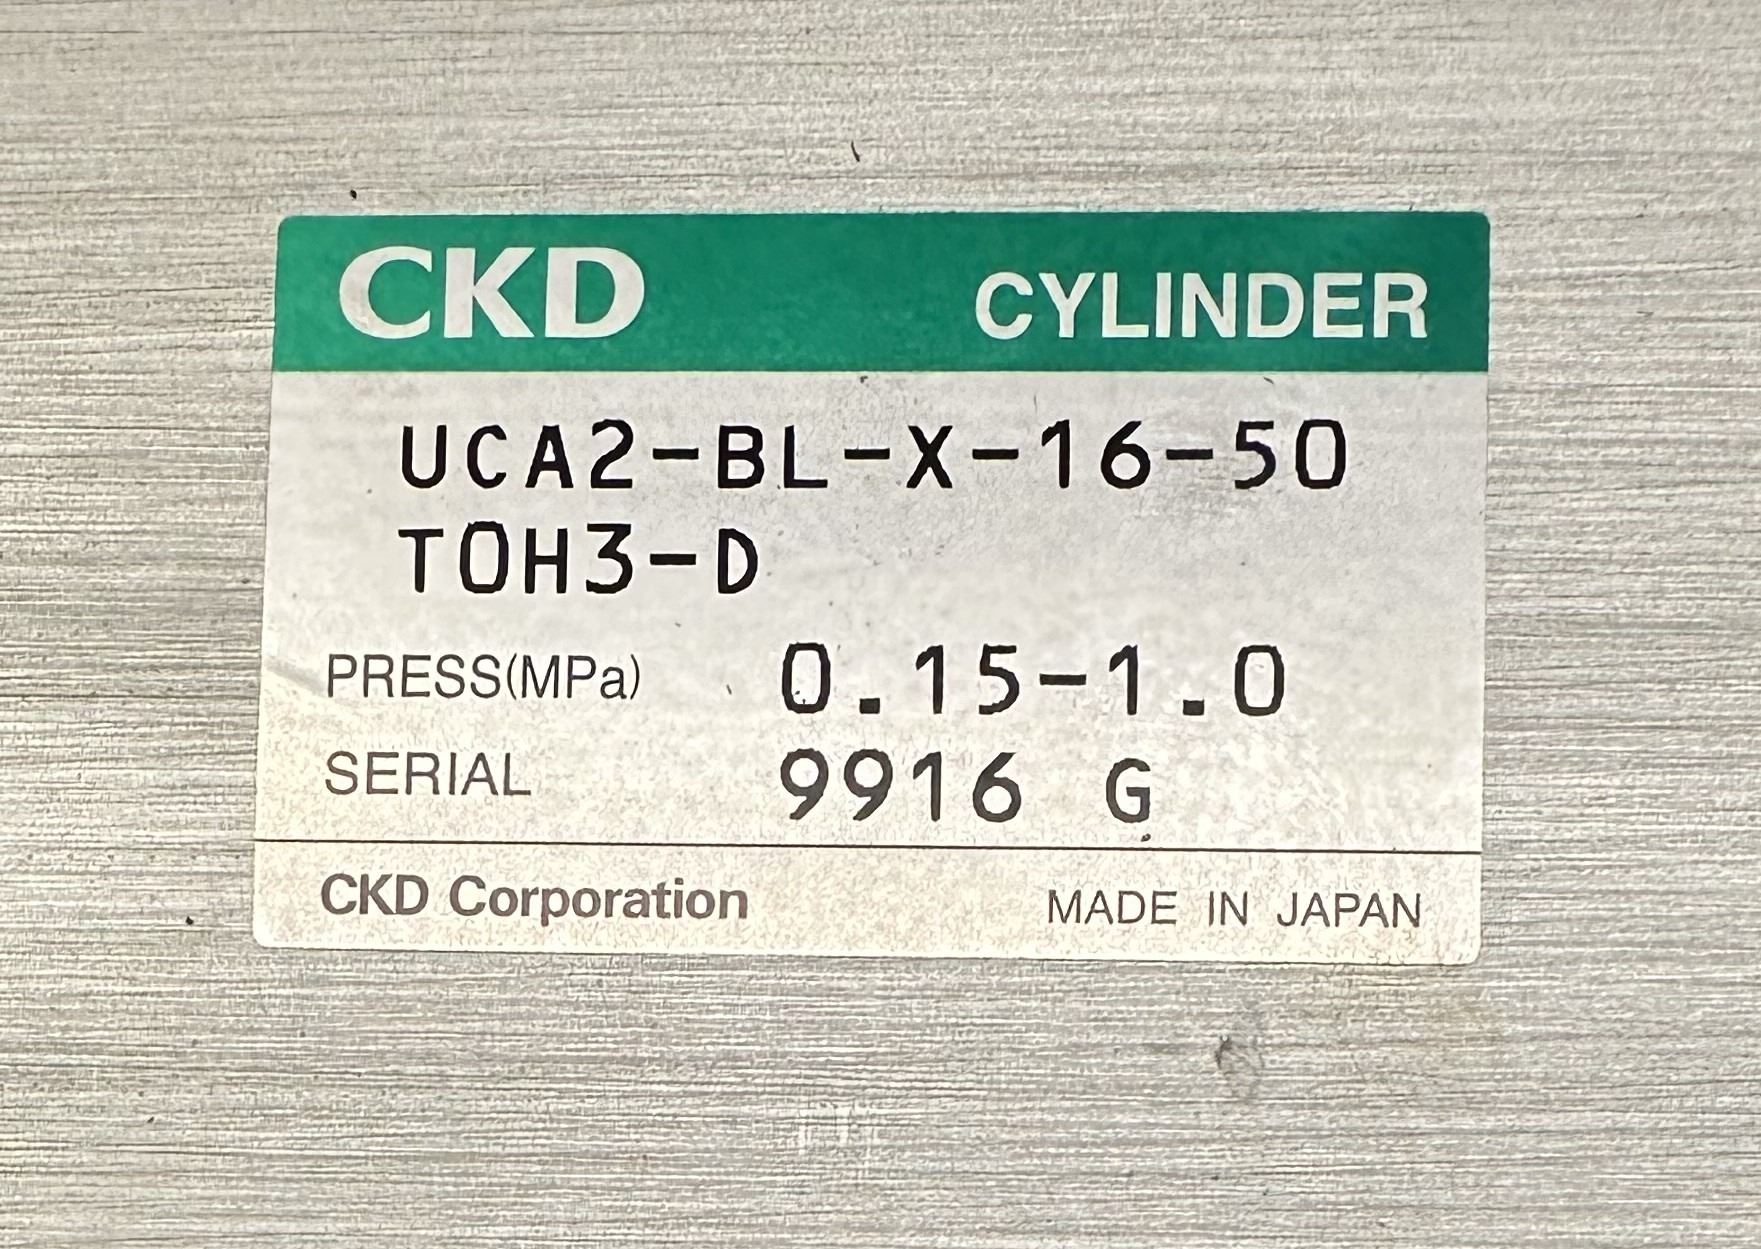 CKD CYLINDER
UCA2-BL-X-16-50
T0H3-D
PRESS(MPa) 0.15-1.0
SERIAL 9916 G
CKD Corporation MADE IN JAPAN